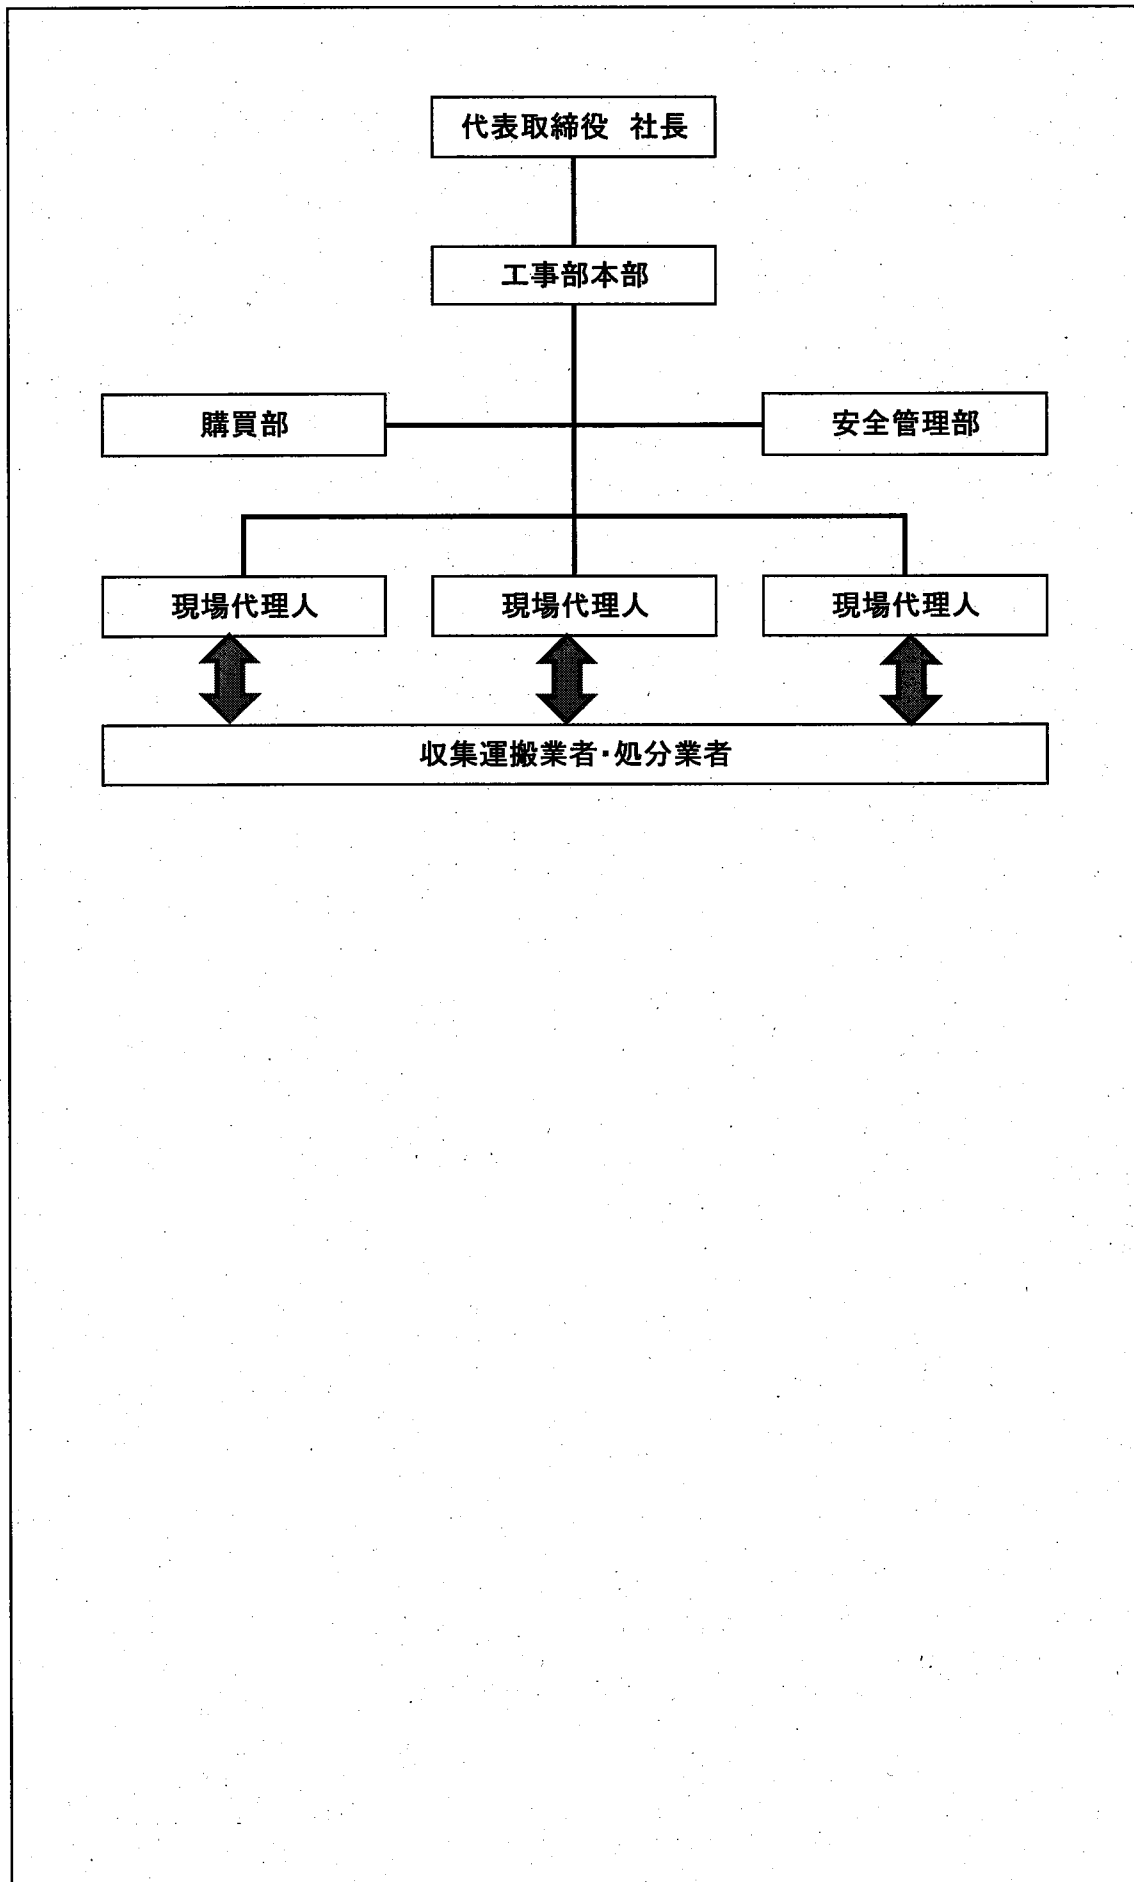 代表取締役　社長
工事部本部
購買部
安全管理部
現場代理人
現場代理人
現場代理人
収集運搬業者・処分業者